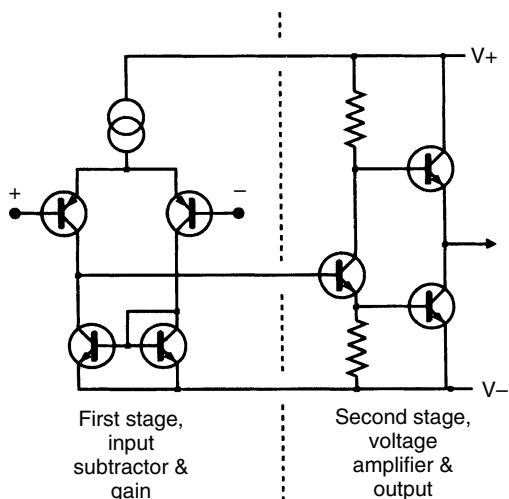 V+
+
−
V−
First stage,
input
subtractor &
gain
Second stage,
voltage
amplifier &
output